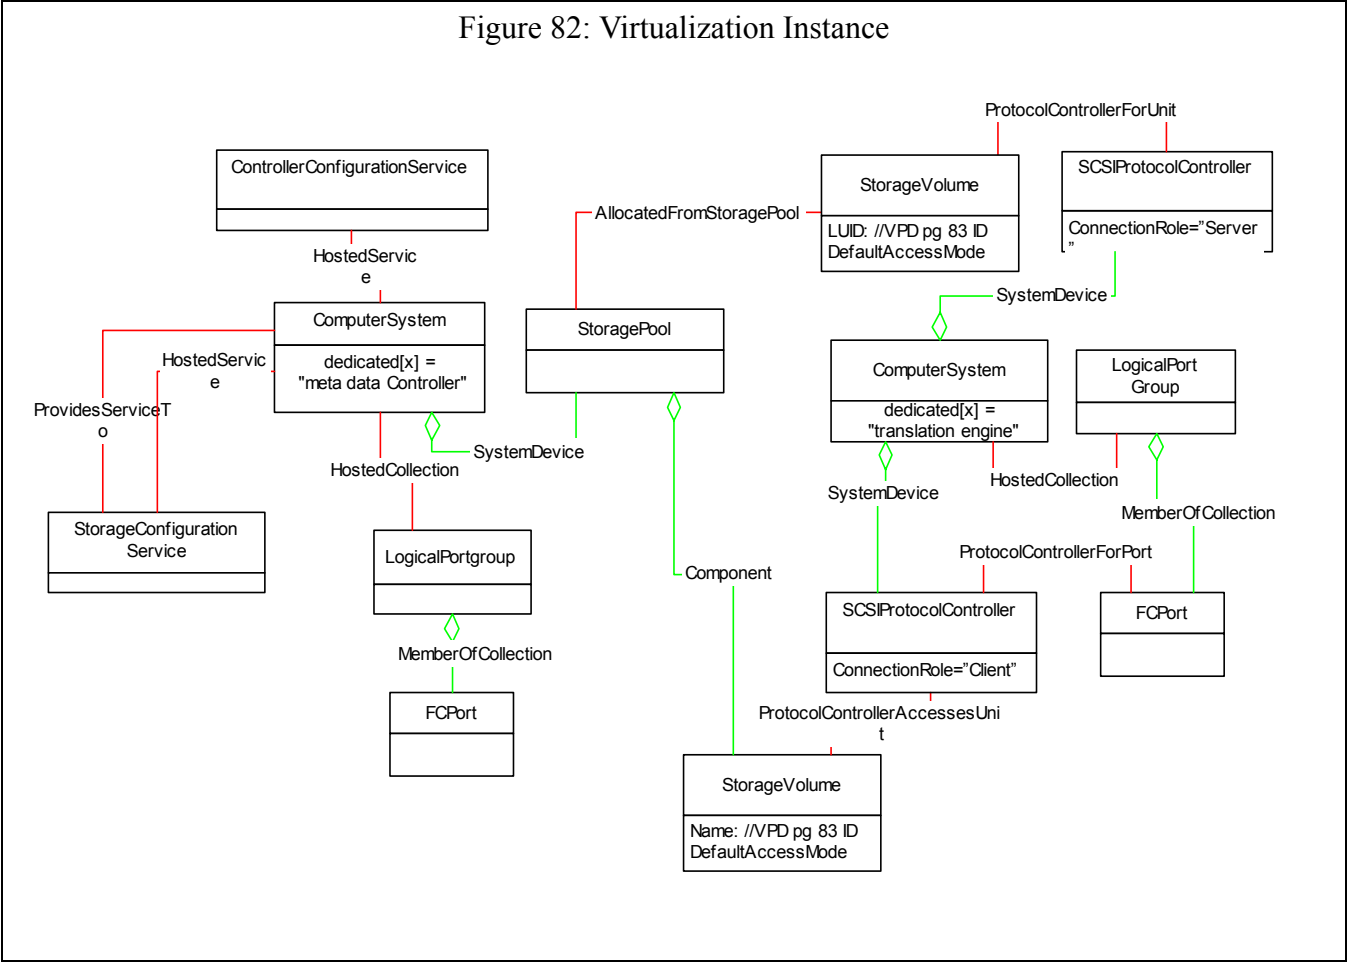 Figure 82: Virtualization Instance
ProtocolControllerForUnit
ControllerConfigurationService
StorageVolume
LUID: //VPD pg 83 ID
DefaultAccessMode
SCSIProtocolController
ConnectionRole=”Server
”
AllocatedFromStoragePool
HostedServic
e
SystemDevice
ComputerSystem
dedicated[x] =
"meta data Controller"
StoragePool
HostedServic
e
ProvidesServiceT
o
ComputerSystem
dedicated[x] =
"translation engine"
LogicalPort
Group
SystemDevice
HostedCollection
HostedCollection
SystemDevice
MemberOfCollection
StorageConfiguration
Service
LogicalPortgroup
ProtocolControllerForPort
Component
SCSIProtocolController
ConnectionRole=”Client”
FCPort
MemberOfCollection
FCPort
ProtocolControllerAccessesUni
t
StorageVolume
Name: //VPD pg 83 ID
DefaultAccessMode